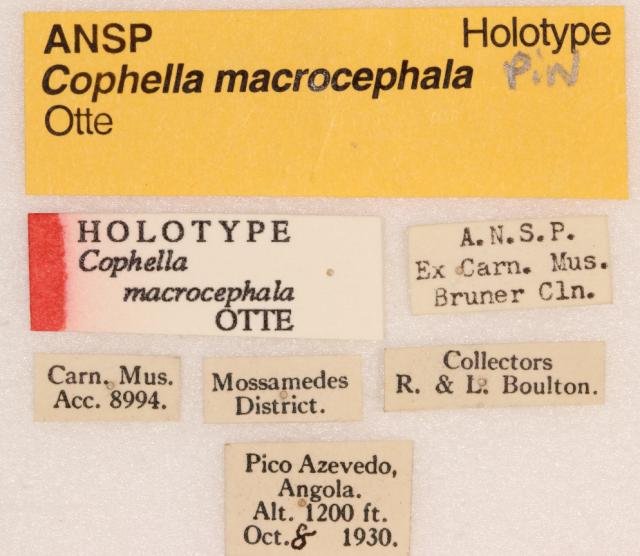 ANSP Holotype
Cophella macrocephala PiN
Otte
HOLOTYPE
Cophella
macrocephala
OTTE
A.N.S.P.
Ex Carn. Mus.
Bruner Cln.
Carn. Mus.
Acc. 8994.
Mossamedes
District.
Collectors
R. & L. Boulton.
Pico Azevedo,
Angola.
Alt. 1200 ft.
Oct. 8 1930.